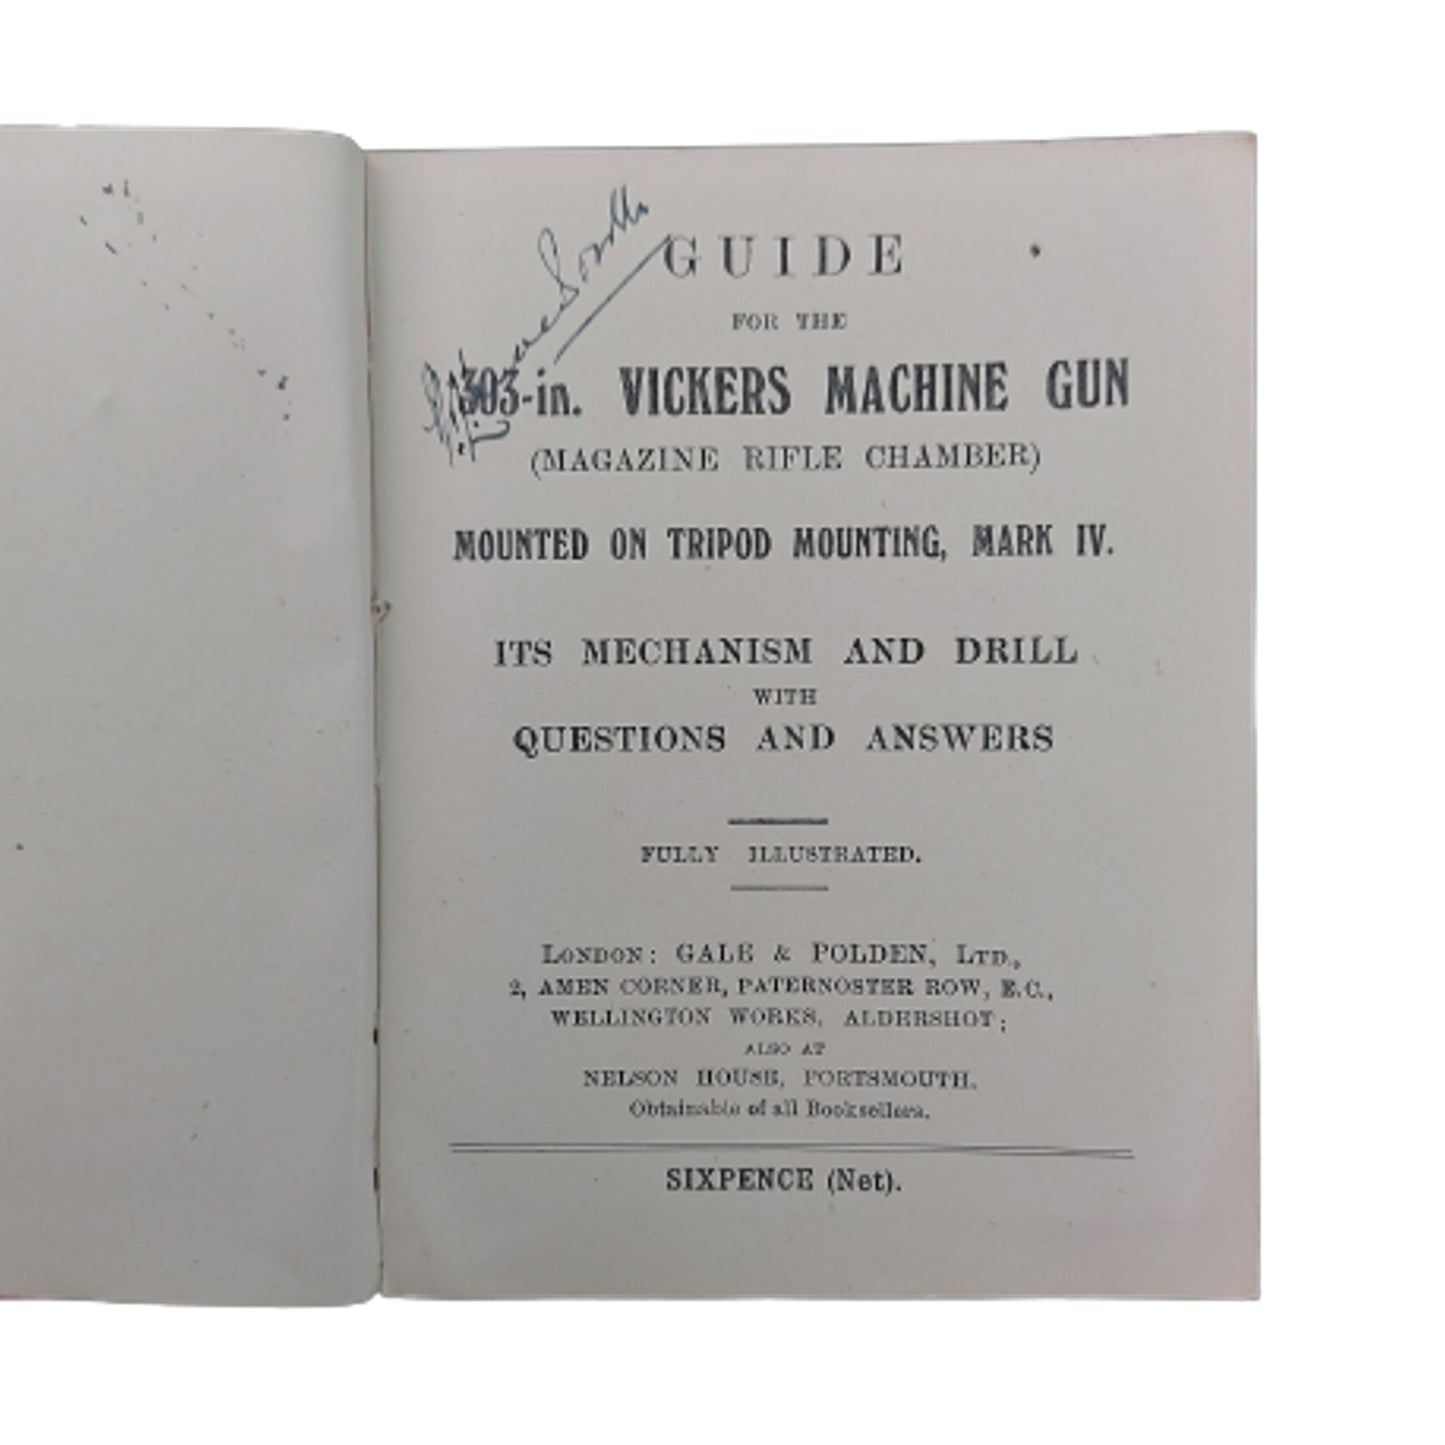 GUIDE
FOR THE
303-in. VICKERS MACHINE GUN
(MAGAZINE RIFLE CHAMBER)
MOUNTED ON TRIPOD MOUNTING, MARK IV.
ITS MECHANISM AND DRILL
WITH
QUESTIONS AND ANSWERS
FULLY ILLUSTRATED.
LONDON: GALE & POLDEN, LTD.,
2, AMEN CORNER, PATERNOSTER ROW, E.C.,
WELLINGTON WORKS, ALDERSHOT;
ALSO AT
NELSON HOUSE, PORTSMOUTH.
Obtainable of all Booksellers.
SIXPENCE (Net).